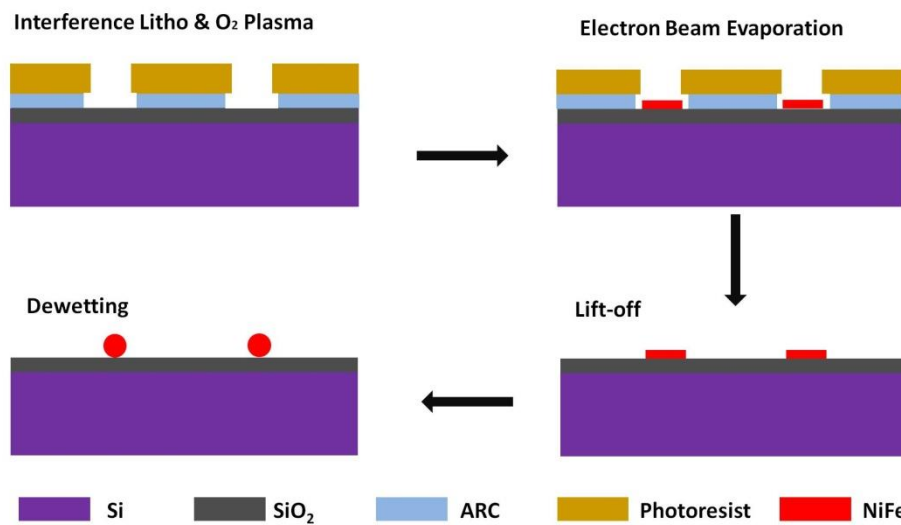 Interference Litho & O₂ Plasma
Electron Beam Evaporation
Dewetting
Lift-off
Si
SiO₂
ARC
Photoresist
NiFe